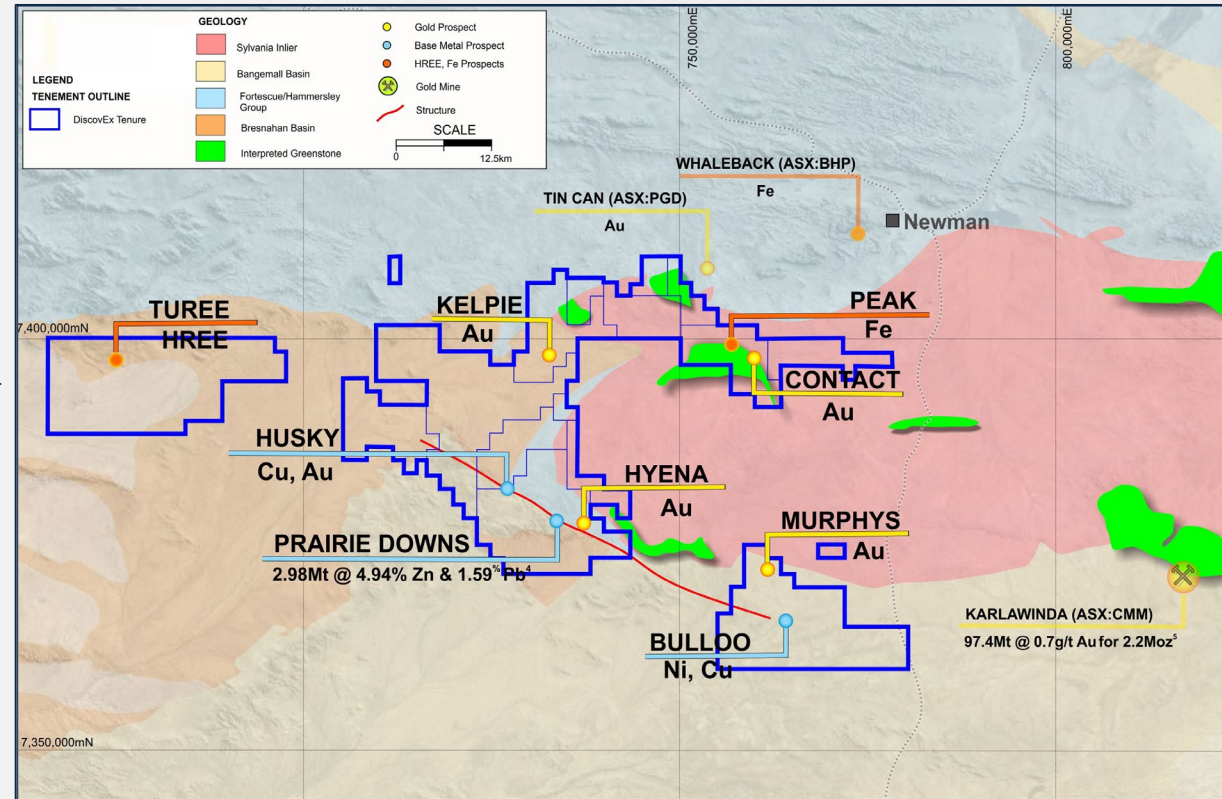 LEGEND
TENEMENT OUTLINE
DiscovEx Tenure
GEOLOGY
Sylvania Inlier
Bangemall Basin
Fortescue/Hammersley
Group
Bresnahan Basin
Interpreted Greenstone
Gold Prospect
Base Metal Prospect
HREE, Fe Prospects
Gold Mine
Structure
SCALE
0 12.5km
750,000mE
800,000mE
WHALEBACK (ASX:BHP)
Fe
TIN CAN (ASX:PGD)
Au
Newman
TUREE
HREE
KELPIE
Au
PEAK
Fe
7,400,000mN
CONTACT
Au
HUSKY
Cu, Au
HYENA
Au
MURPHYS
Au
PRAIRIE DOWNS
2.98Mt @ 4.94% Zn & 1.59% Pb4
KARLAWINDA (ASX:CMM)
97.4Mt @ 0.7g/t Au for 2.2Moz5
BULLOO
Ni, Cu
7,350,000mN